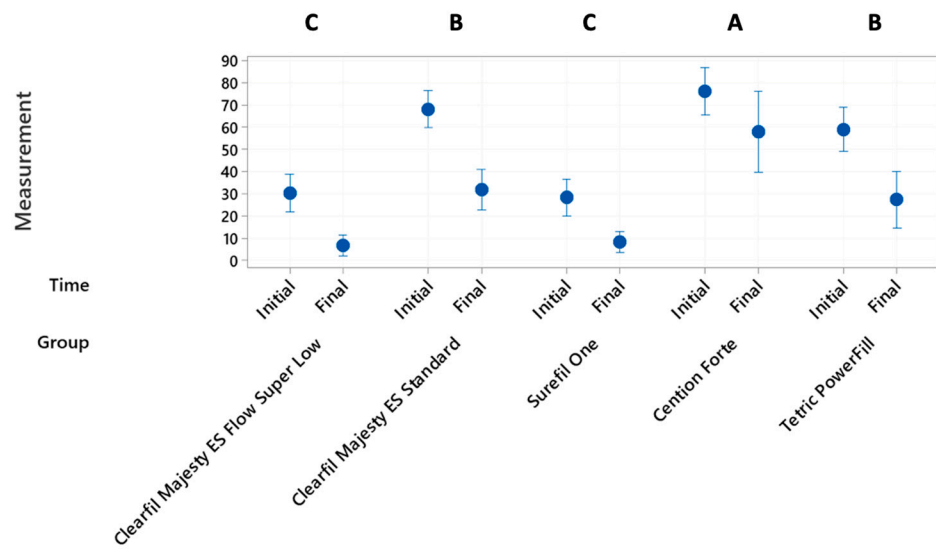 C B C A B
Measurement
90
80
70
60
50
40
30
20
10
0
Time
Initial Final Initial Final Initial Final Initial Final Initial Final
Group
Clearfil Majesty ES Flow Super Low
Clearfil Majesty ES Standard
Surefil One
Cention Forte
Tetric PowerFill